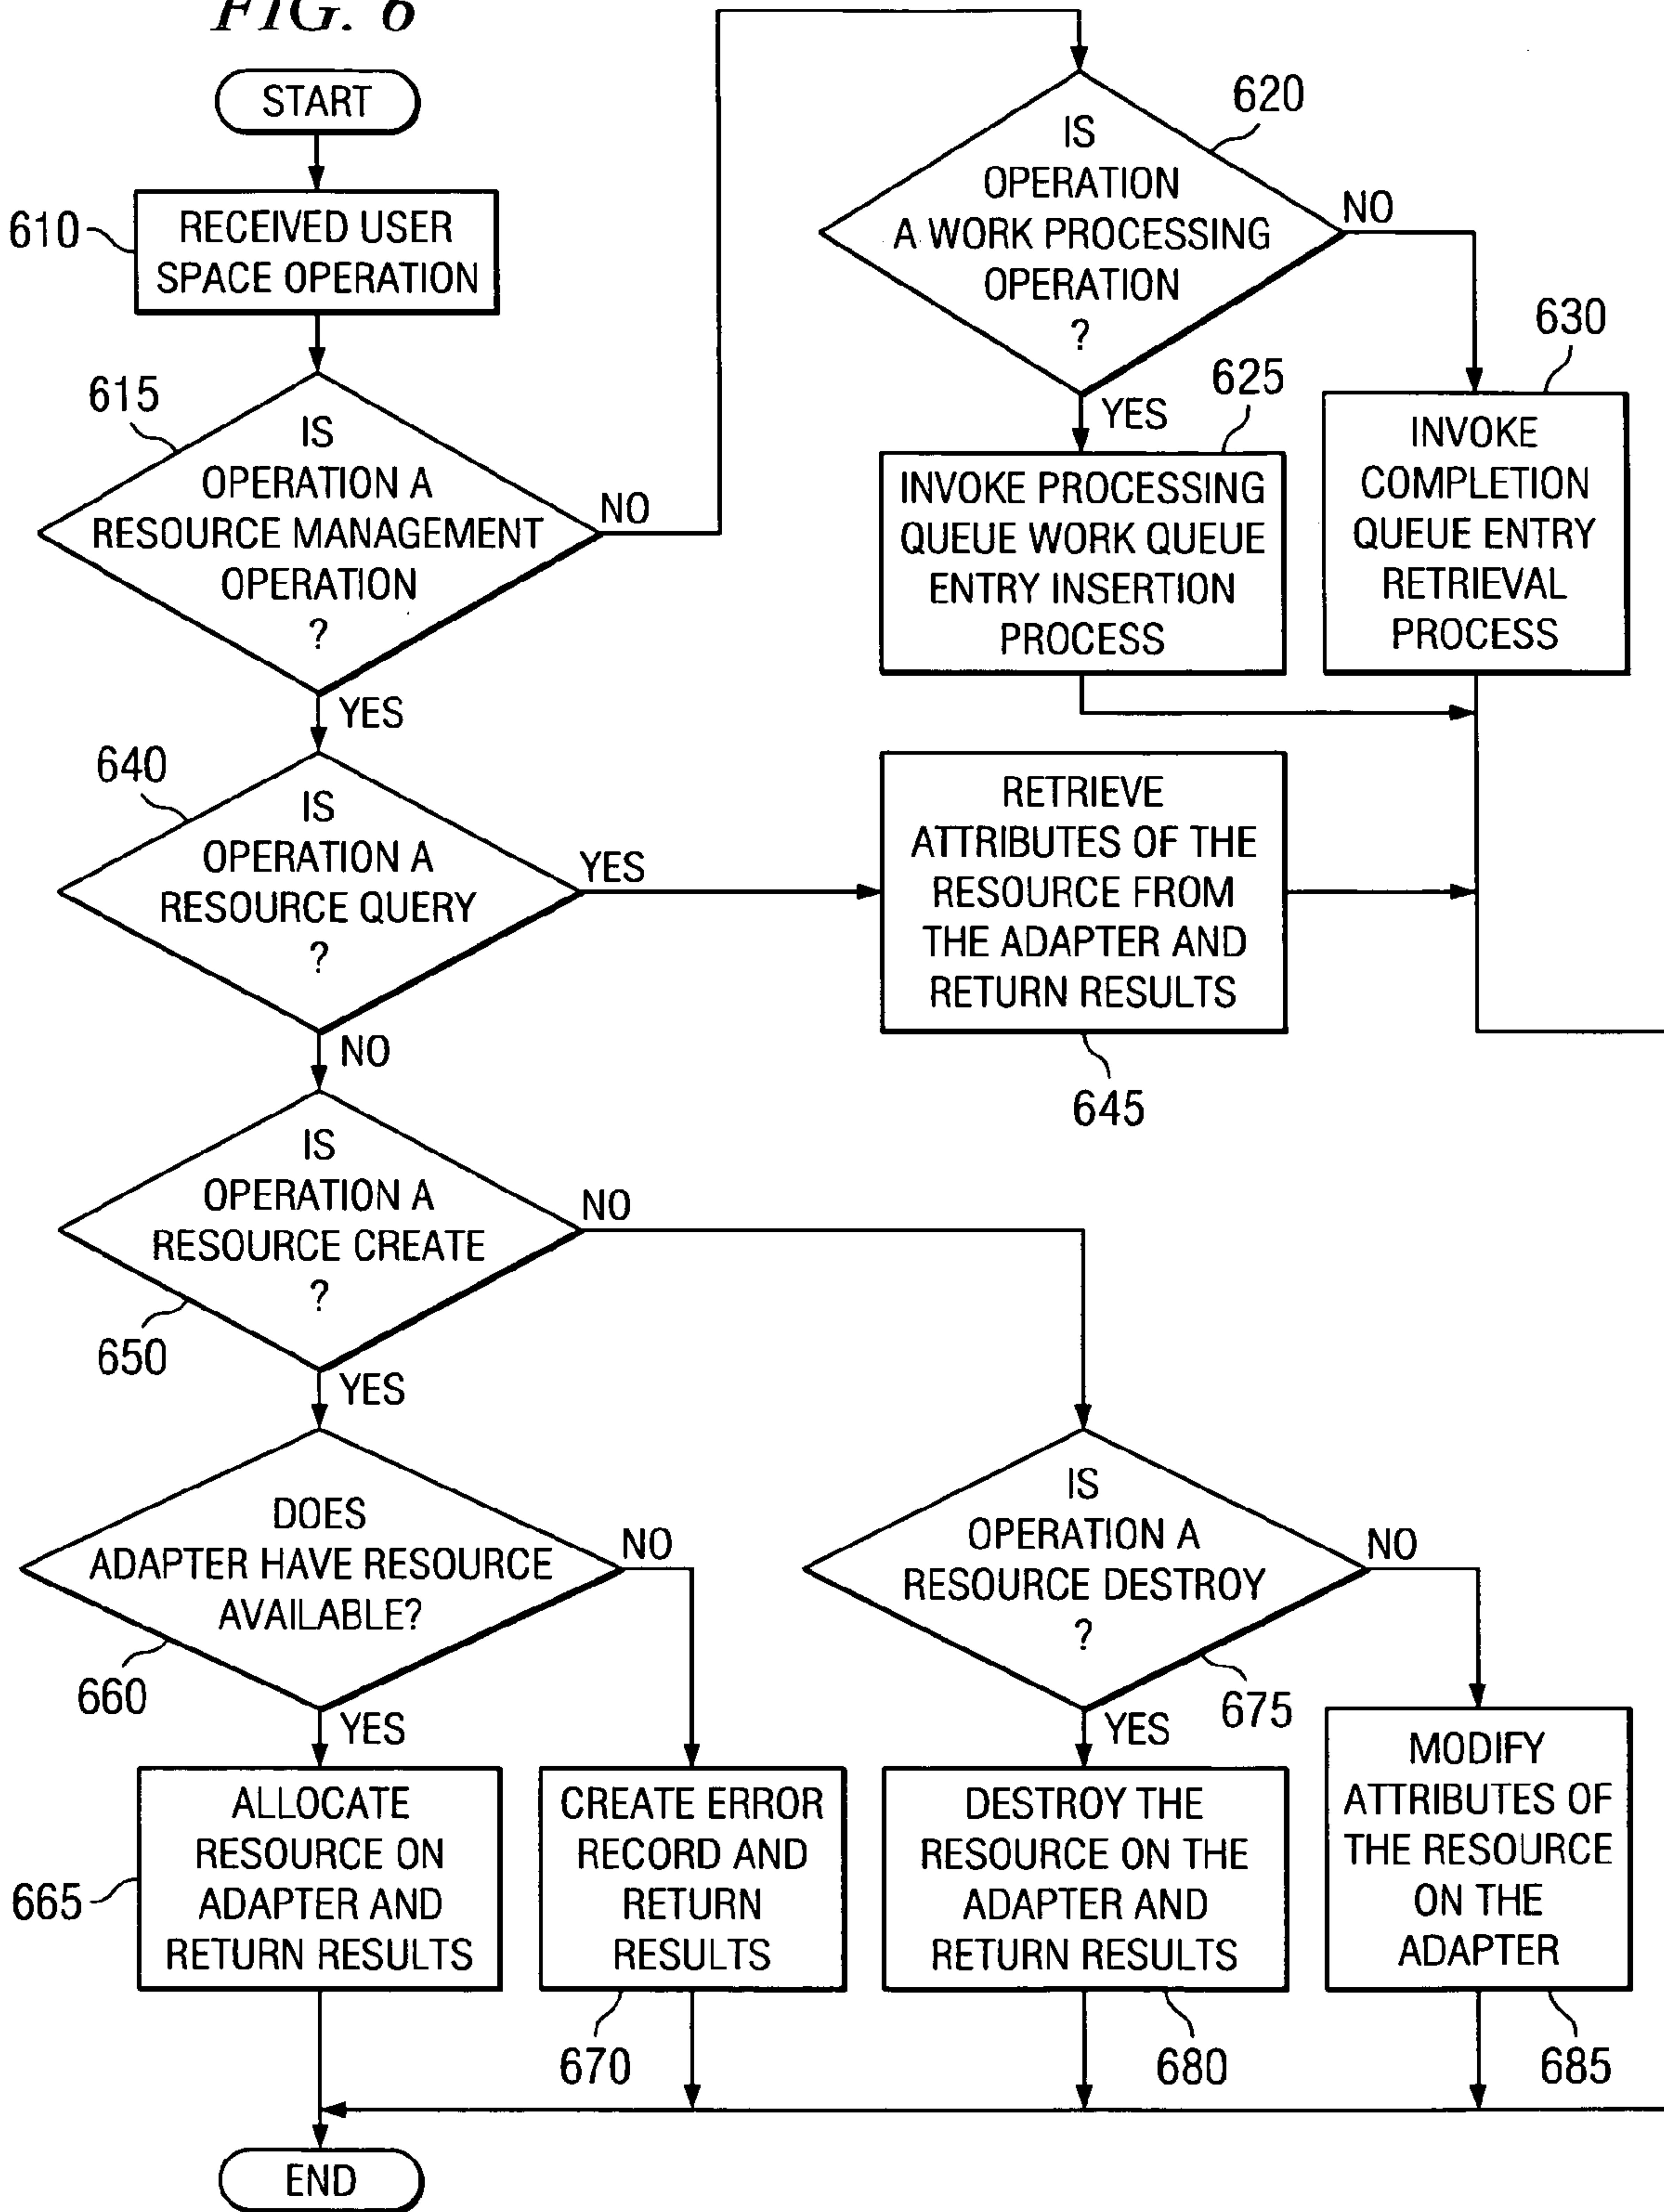 FIG. 6
START
610
RECEIVED USER
SPACE OPERATION
615
IS
OPERATION A
RESOURCE MANAGEMENT
OPERATION
?
NO
YES
620
IS
OPERATION
A WORK PROCESSING
OPERATION
?
NO
YES
625
INVOKE PROCESSING
QUEUE WORK QUEUE
ENTRY INSERTION
PROCESS
630
INVOKE
COMPLETION
QUEUE ENTRY
RETRIEVAL
PROCESS
640
IS
OPERATION A
RESOURCE QUERY
?
YES
NO
RETRIEVE
ATTRIBUTES OF THE
RESOURCE FROM
THE ADAPTER AND
RETURN RESULTS
645
IS
OPERATION A
RESOURCE CREATE
?
NO
650
YES
DOES
ADAPTER HAVE RESOURCE
AVAILABLE?
NO
660
YES
IS
OPERATION A
RESOURCE DESTROY
?
NO
675
YES
665
ALLOCATE
RESOURCE ON
ADAPTER AND
RETURN RESULTS
CREATE ERROR
RECORD AND
RETURN
RESULTS
670
DESTROY THE
RESOURCE ON THE
ADAPTER AND
RETURN RESULTS
680
MODIFY
ATTRIBUTES OF
THE RESOURCE
ON THE
ADAPTER
685
END